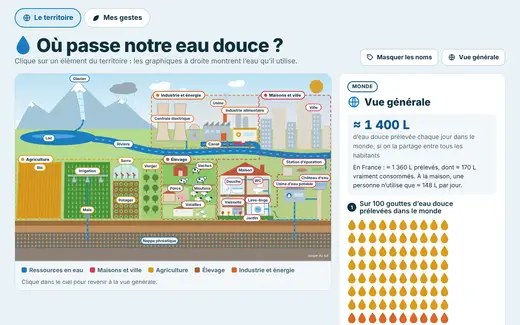 Le territoire
Mes gestes
Où passe notre eau douce ?
Clique sur un élément du territoire : les graphiques à droite montrent l'eau qu'il utilise.
Masquer les noms
Vue générale
Glacier
Industrie et énergie
Maisons et ville
Usine
Ville
Industrie alimentaire
Centrale électrique
Lac
Rivière
Canal
Agriculture
Serre
Élevage
Station d'épuration
Blé
Irrigation
Verger
Vaches
Maison
Château d'eau
Douche
WC
Usine d'eau potable
Porcs
Moutons
Potager
Volailles
Vaisselle
Lave-linge
Maïs
Jardin
Nappe phréatique
Ressources en eau
Maisons et ville
Agriculture
Élevage
Industrie et énergie
Clique dans le ciel pour revenir à la vue générale.
MONDE
Vue générale
≈ 1 400 L
d'eau douce prélevée chaque jour dans le
monde, si on la partage entre tous les
habitants
En France : ≈ 1 360 L prélevés, dont ≈ 170 L
vraiment consommés. À la maison, une
personne n'utilise que ≈ 148 L par jour.
1 Sur 100 gouttes d'eau douce
prélevées dans le monde